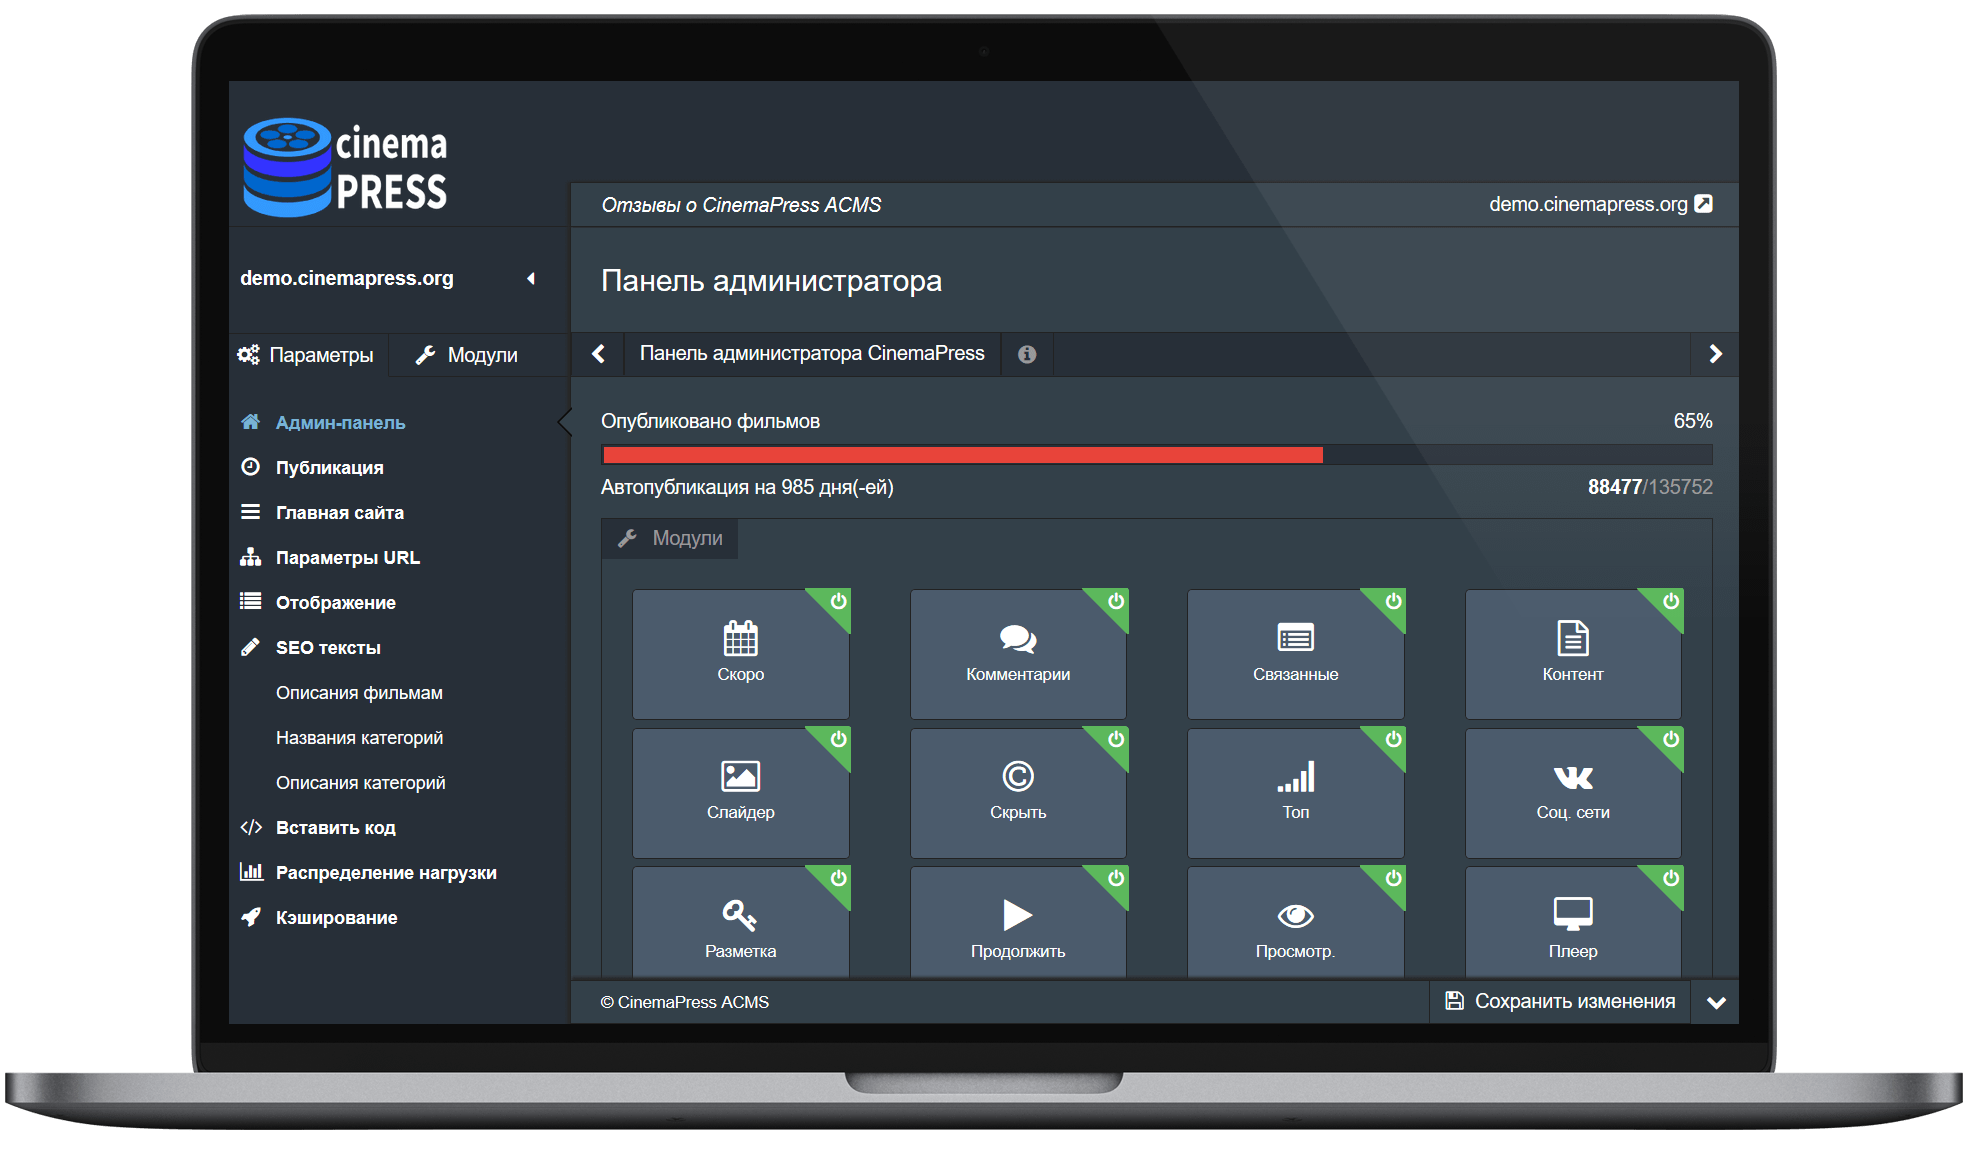 cinema
PRESS
Отзывы о CinemaPress ACMS
demo.cinemapress.org
demo.cinemapress.org
Панель администратора
Параметры
Модули
Панель администратора CinemaPress
Админ-панель
Публикация
Главная сайта
Параметры URL
Отображение
SEO тексты
Описания фильмам
Названия категорий
Описания категорий
Вставить код
Распределение нагрузки
Кэширование
Опубликовано фильмов
65%
Автопубликация на 985 дня(-ей)
88477/135752
Модули
Скоро
Комментарии
Связанные
Контент
Слайдер
Скрыть
Топ
Соц. сети
Разметка
Продолжить
Просмотр.
Плеер
© CinemaPress ACMS
Сохранить изменения